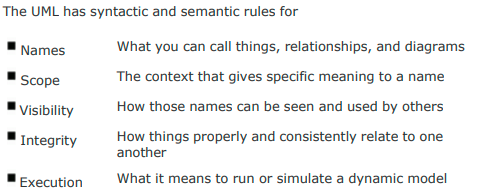 The UML has syntactic and semantic rules for
■ Names What you can call things, relationships, and diagrams
■ Scope The context that gives specific meaning to a name
■ Visibility How those names can be seen and used by others
■ Integrity How things properly and consistently relate to one
another
■ Execution What it means to run or simulate a dynamic model